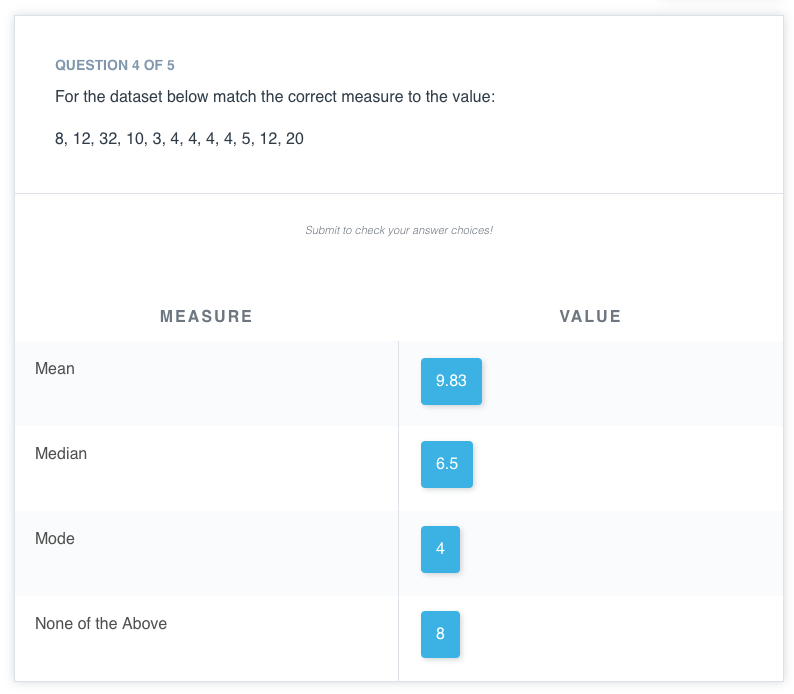 QUESTION 4 OF 5
For the dataset below match the correct measure to the value:
8, 12, 32, 10, 3, 4, 4, 4, 4, 5, 12, 20
Submit to check your answer choices!
MEASURE VALUE
Mean 9.83
Median 6.5
Mode 4
None of the Above 8